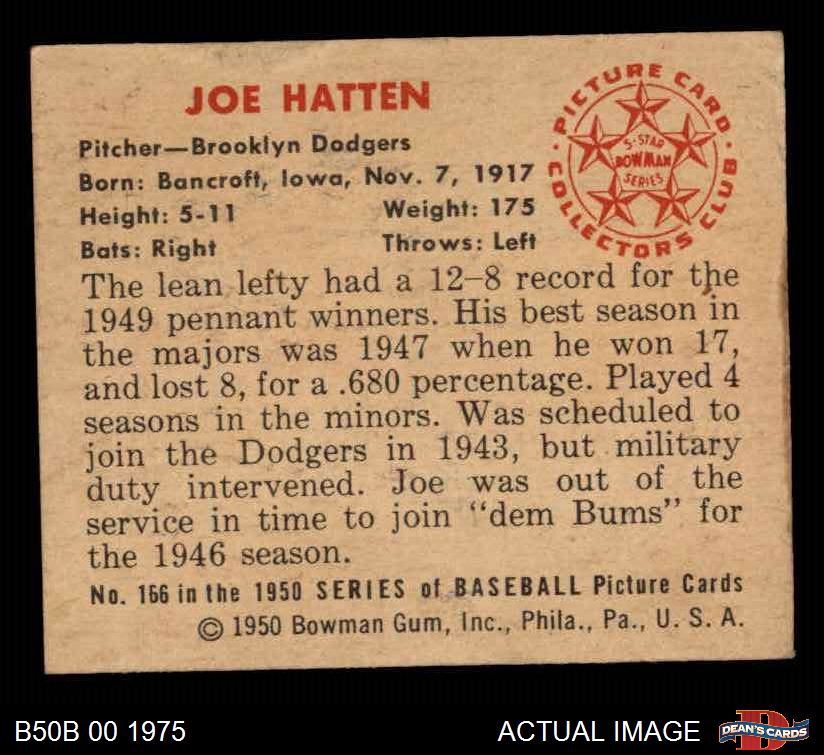 JOE HATTEN
PICTURE CARD
COLLECTORS CLUB
5-STAR
BOWMAN
SERIES
Pitcher—Brooklyn Dodgers
Born: Bancroft, Iowa, Nov. 7, 1917
Height: 5-11 Weight: 175
Bats: Right Throws: Left
The lean lefty had a 12–8 record for the
1949 pennant winners. His best season in
the majors was 1947 when he won 17,
and lost 8, for a .680 percentage. Played 4
seasons in the minors. Was scheduled to
join the Dodgers in 1943, but military
duty intervened. Joe was out of the
service in time to join "dem Bums" for
the 1946 season.
No. 166 in the 1950 SERIES of BASEBALL Picture Cards
© 1950 Bowman Gum, Inc., Phila., Pa., U. S. A.
B50B 00 1975 ACTUAL IMAGE
D
DEAN'S CARDS